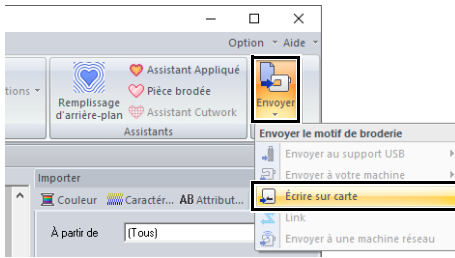 Option Aide
tions
Remplissage
d'arrière-plan
Assistant Appliqué
Pièce brodée
Assistant Cutwork
Assistants
Envoyer
Envoyer le motif de broderie
Envoyer au support USB
Envoyer à votre machine
Écrire sur carte
Link
Envoyer à une machine réseau
Importer
Couleur Caractér... AB Attribut...
À partir de (Tous)